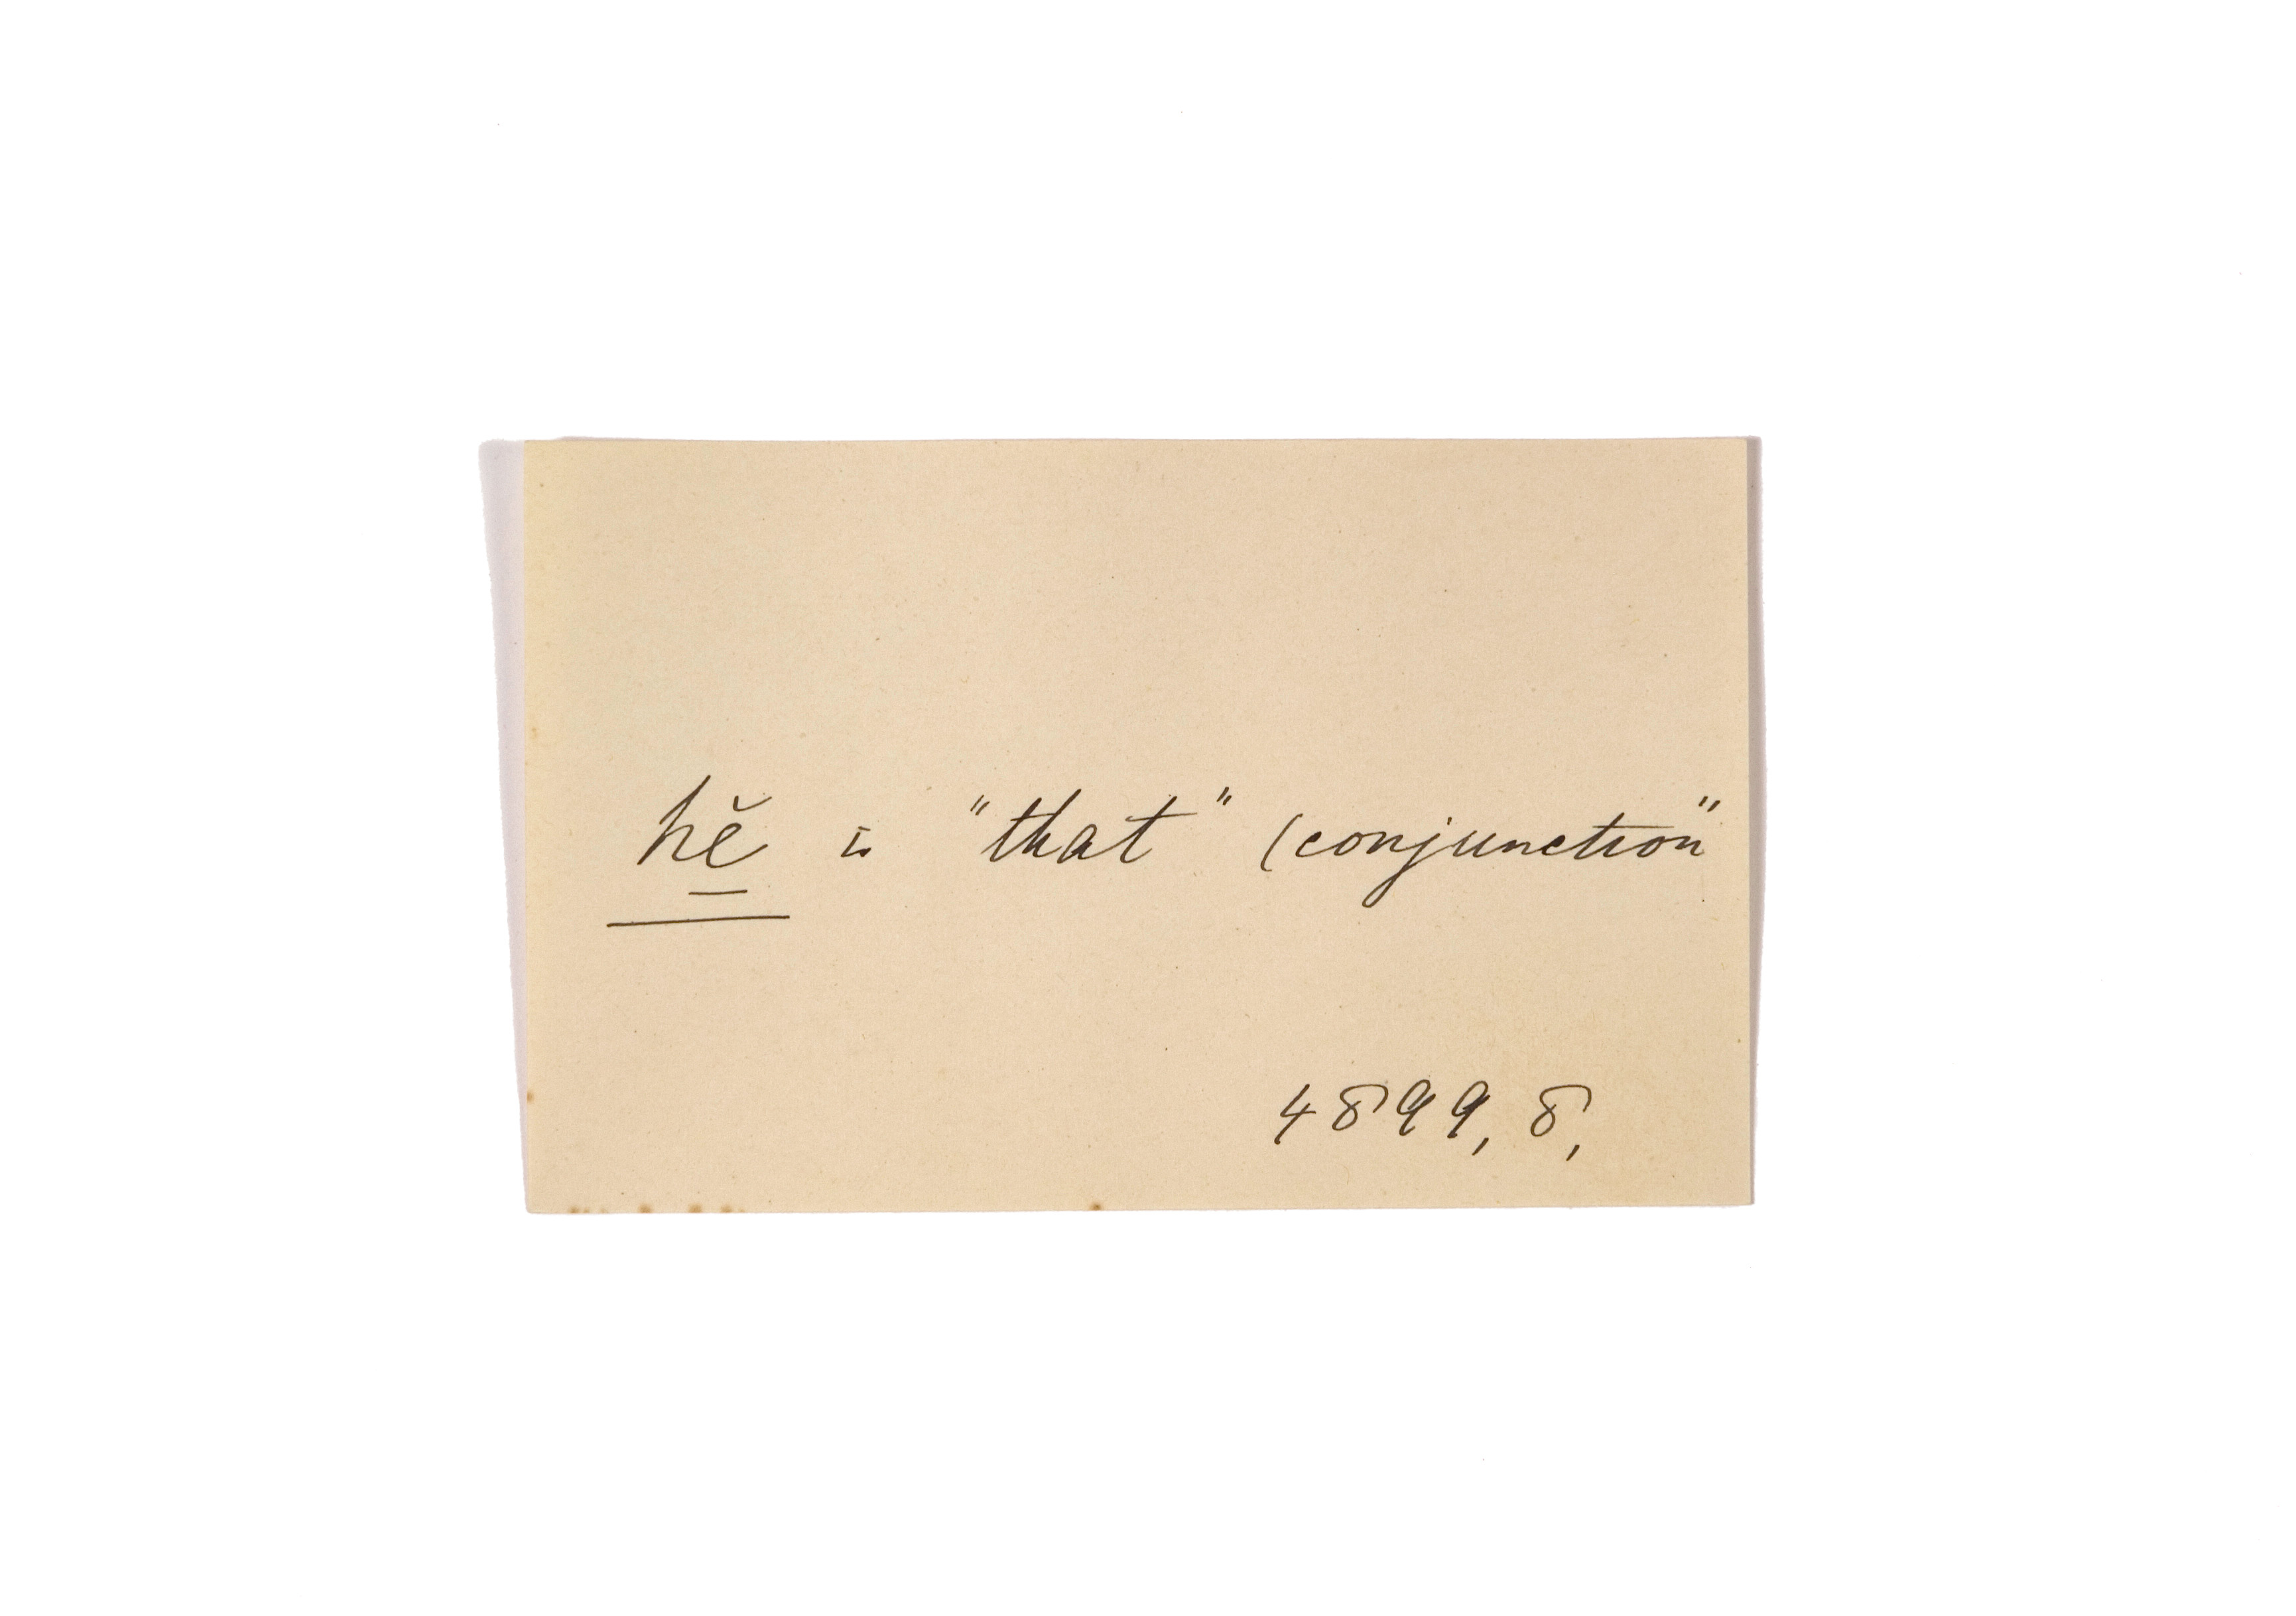 hĕ is "that" (conjunction"
4899, 8,